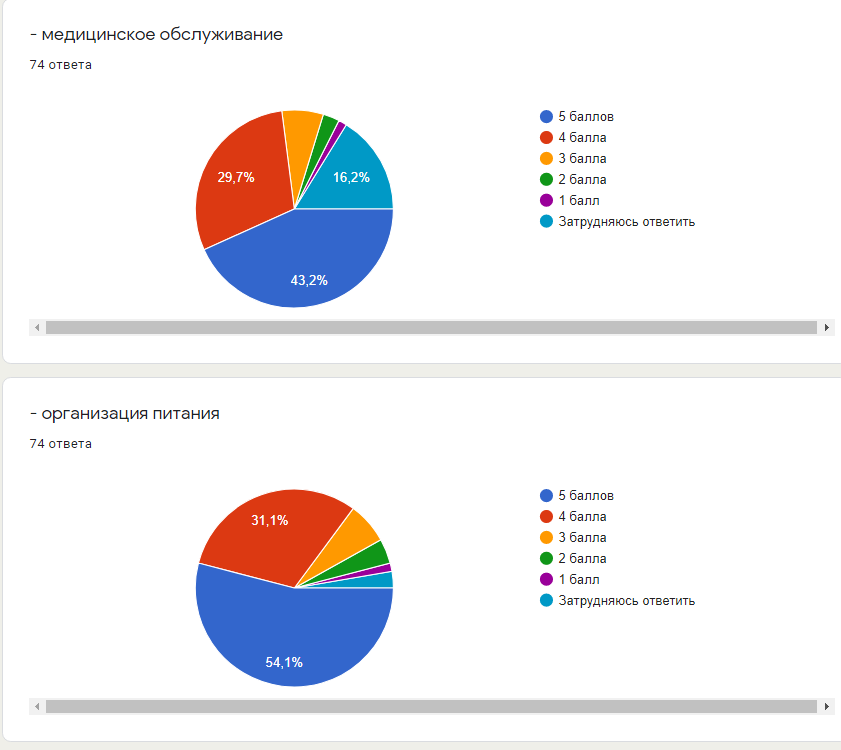 - медицинское обслуживание
74 ответа
5 баллов
4 балла
3 балла
2 балла
1 балл
Затрудняюсь ответить
29,7%
16,2%
43,2%
- организация питания
74 ответа
5 баллов
4 балла
3 балла
2 балла
1 балл
Затрудняюсь ответить
31,1%
54,1%